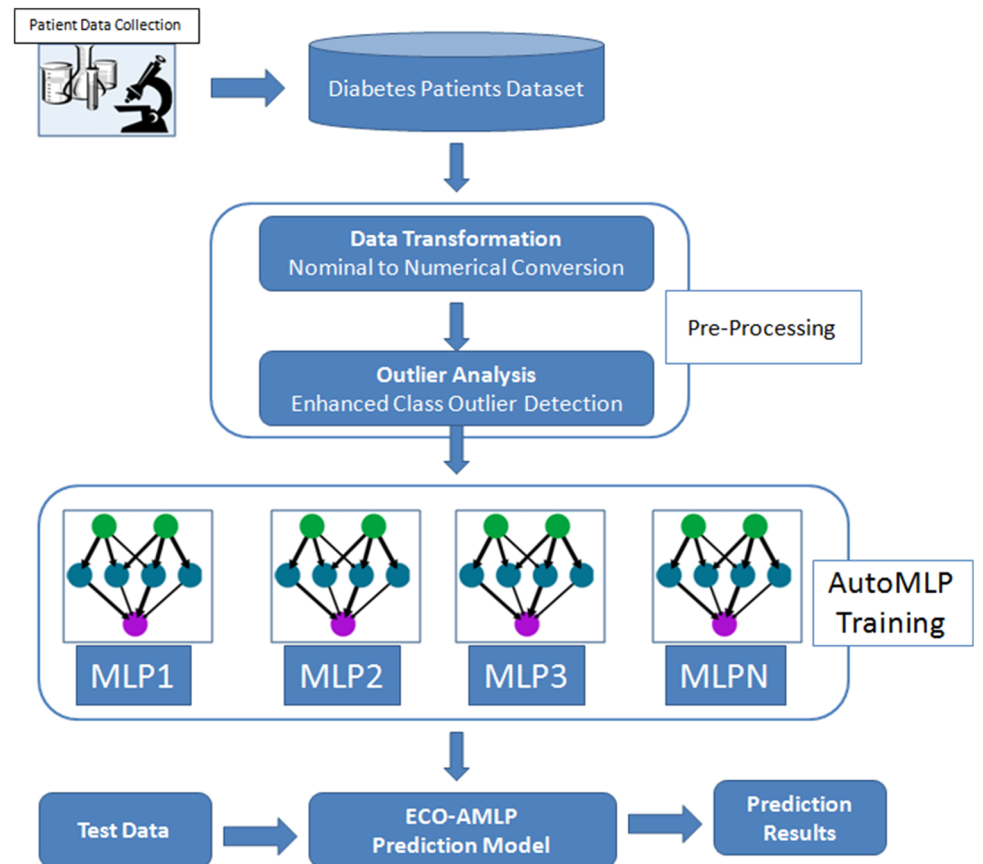 Patient Data Collection
Diabetes Patients Dataset
Data Transformation
Nominal to Numerical Conversion
Pre-Processing
Outlier Analysis
Enhanced Class Outlier Detection
AutoMLP
Training
MLP1
MLP2
MLP3
MLPN
Test Data
ECO-AMLP
Prediction Model
Prediction
Results